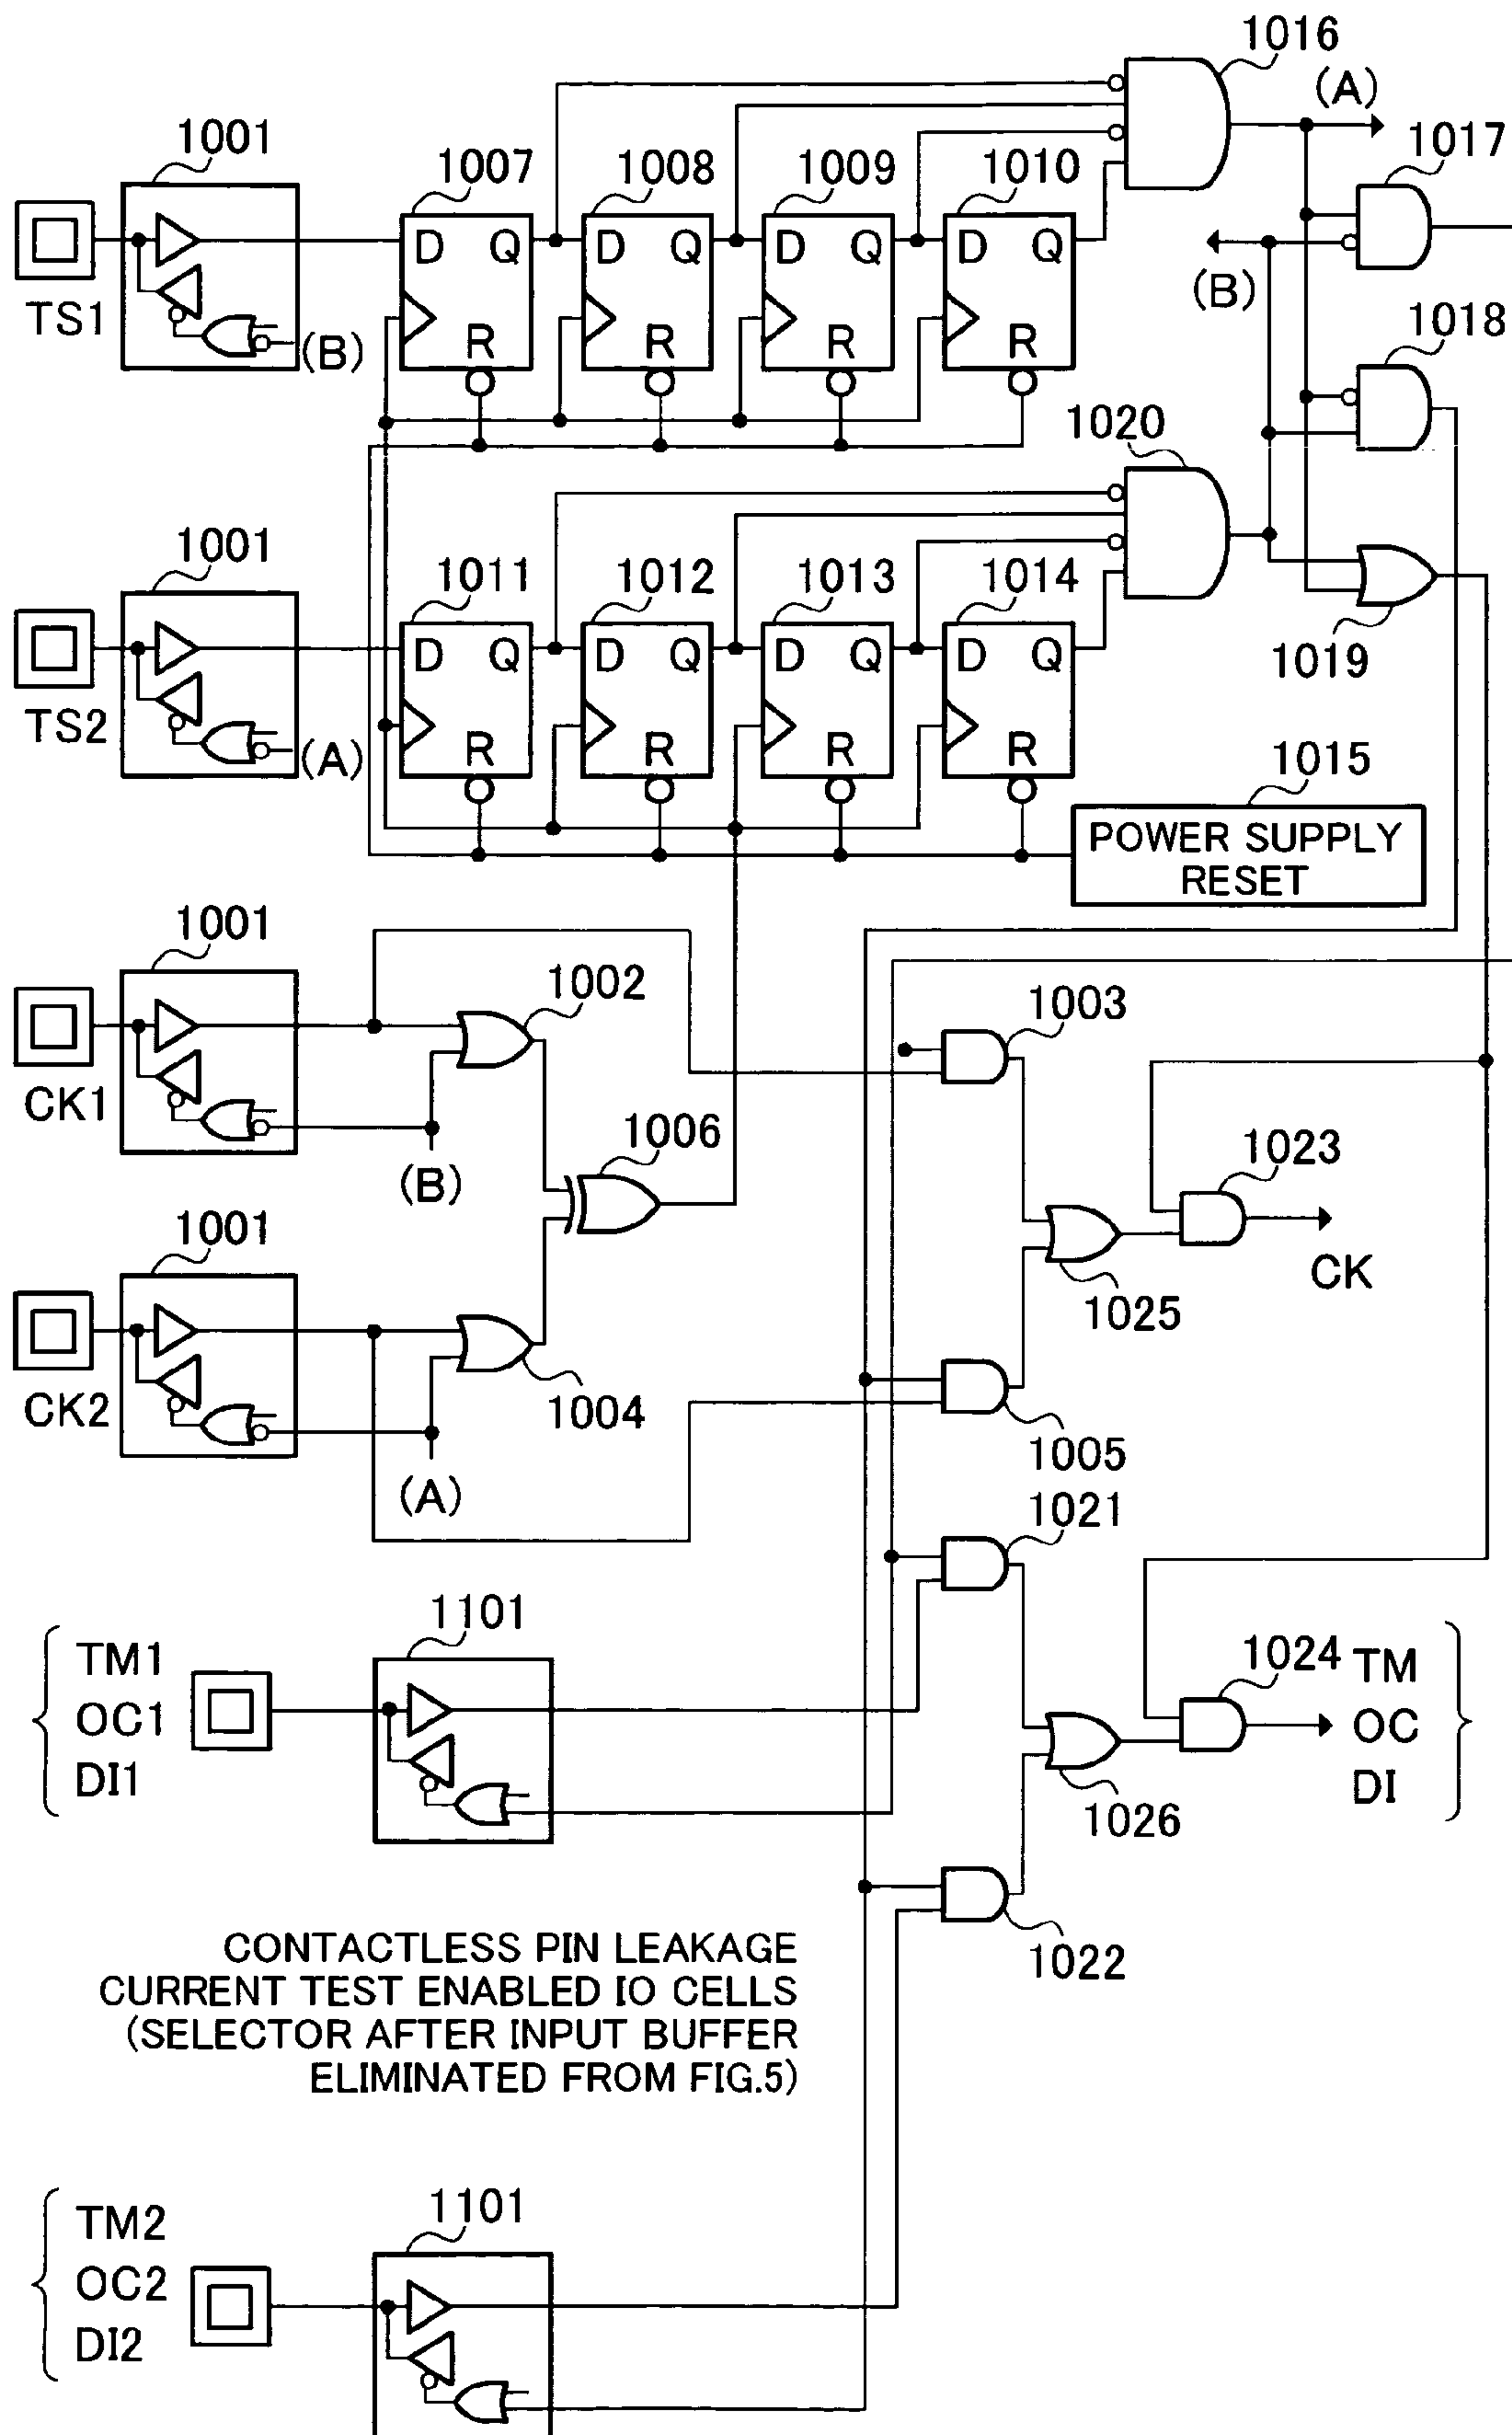 1016
(A)
1001
1007
1008
1009
1010
1017
D Q
D Q
D Q
D Q
TS1
(B)
R
R
R
R
(B)
1018
1020
1001
1011
1012
1013
1014
D Q
D Q
D Q
D Q
1019
TS2
(A)
R
R
R
R
1015
POWER SUPPLY
RESET
1001
1002
1003
CK1
(B)
1006
1023
1001
CK
1025
CK2
1004
1005
(A)
1021
1101
TM1
OC1
DI1
1024
TM
OC
DI
1026
1022
CONTACTLESS PIN LEAKAGE
CURRENT TEST ENABLED IO CELLS
(SELECTOR AFTER INPUT BUFFER
ELIMINATED FROM FIG.5)
1101
TM2
OC2
DI2